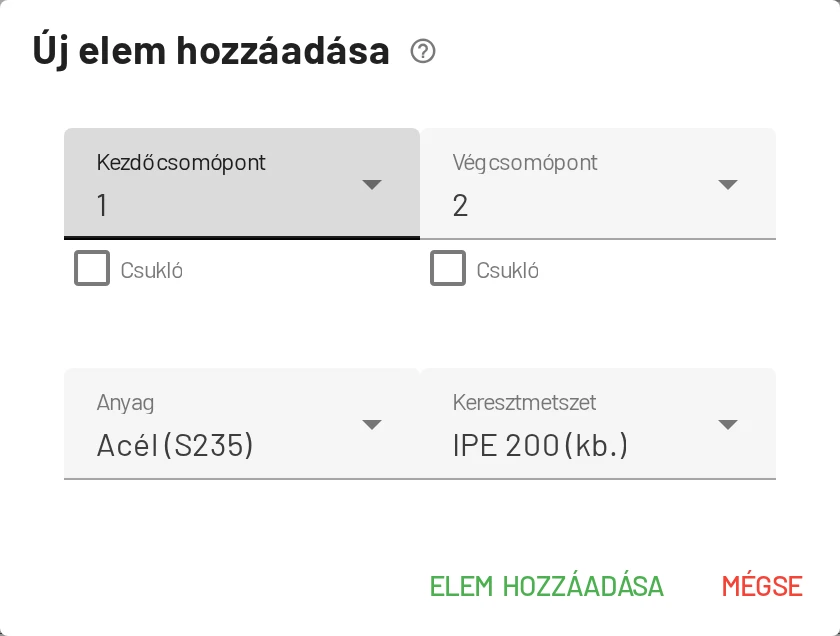 Új elem hozzáadása
Kezdőcsomópont
1
Végcsomópont
2
Csukló
Csukló
Anyag
Acél (S235)
Keresztmetszet
IPE 200 (kb.)
ELEM HOZZÁADÁSA
MÉGSE